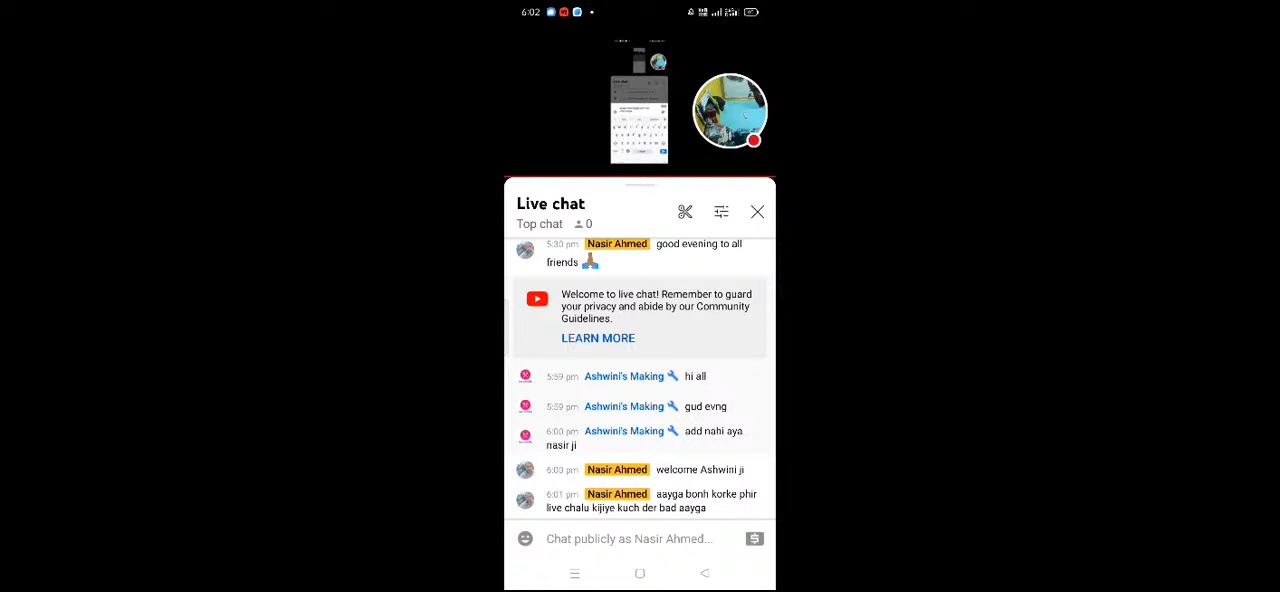 6:02
Live chat
Top chat 0
5:30 pm Nasir Ahmed good evening to all
friends
Welcome to live chat! Remember to guard
your privacy and abide by our Community
Guidelines.
LEARN MORE
5:59 pm Ashwini's Making hi all
5:59 pm Ashwini's Making gud evng
6:00 pm Ashwini's Making add nahi aya
nasir ji
6:00 pm Nasir Ahmed welcome Ashwini ji
6:01 pm Nasir Ahmed aayga bonh korke phir
live chalu kijiye kuch der bad aayga
Chat publicly as Nasir Ahmed...